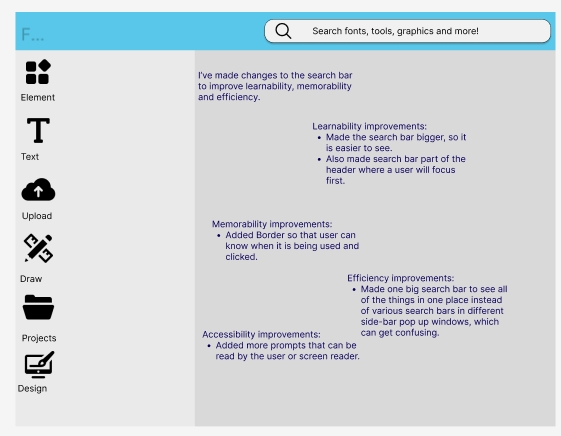 F...
Search fonts, tools, graphics and more!
Element
Text
Upload
Draw
Projects
Design
I've made changes to the search bar
to improve learnability, memorability
and efficiency.
Learnability improvements:
• Made the search bar bigger, so it
is easier to see.
• Also made search bar part of the
header where a user will focus
first.
Memorability improvements:
• Added Border so that user can
know when it is being used and
clicked.
Efficiency improvements:
• Made one big search bar to see all
of the things in one place instead
of various search bars in different
side-bar pop up windows, which
can get confusing.
Accessibility improvements:
• Added more prompts that can be
read by the user or screen reader.